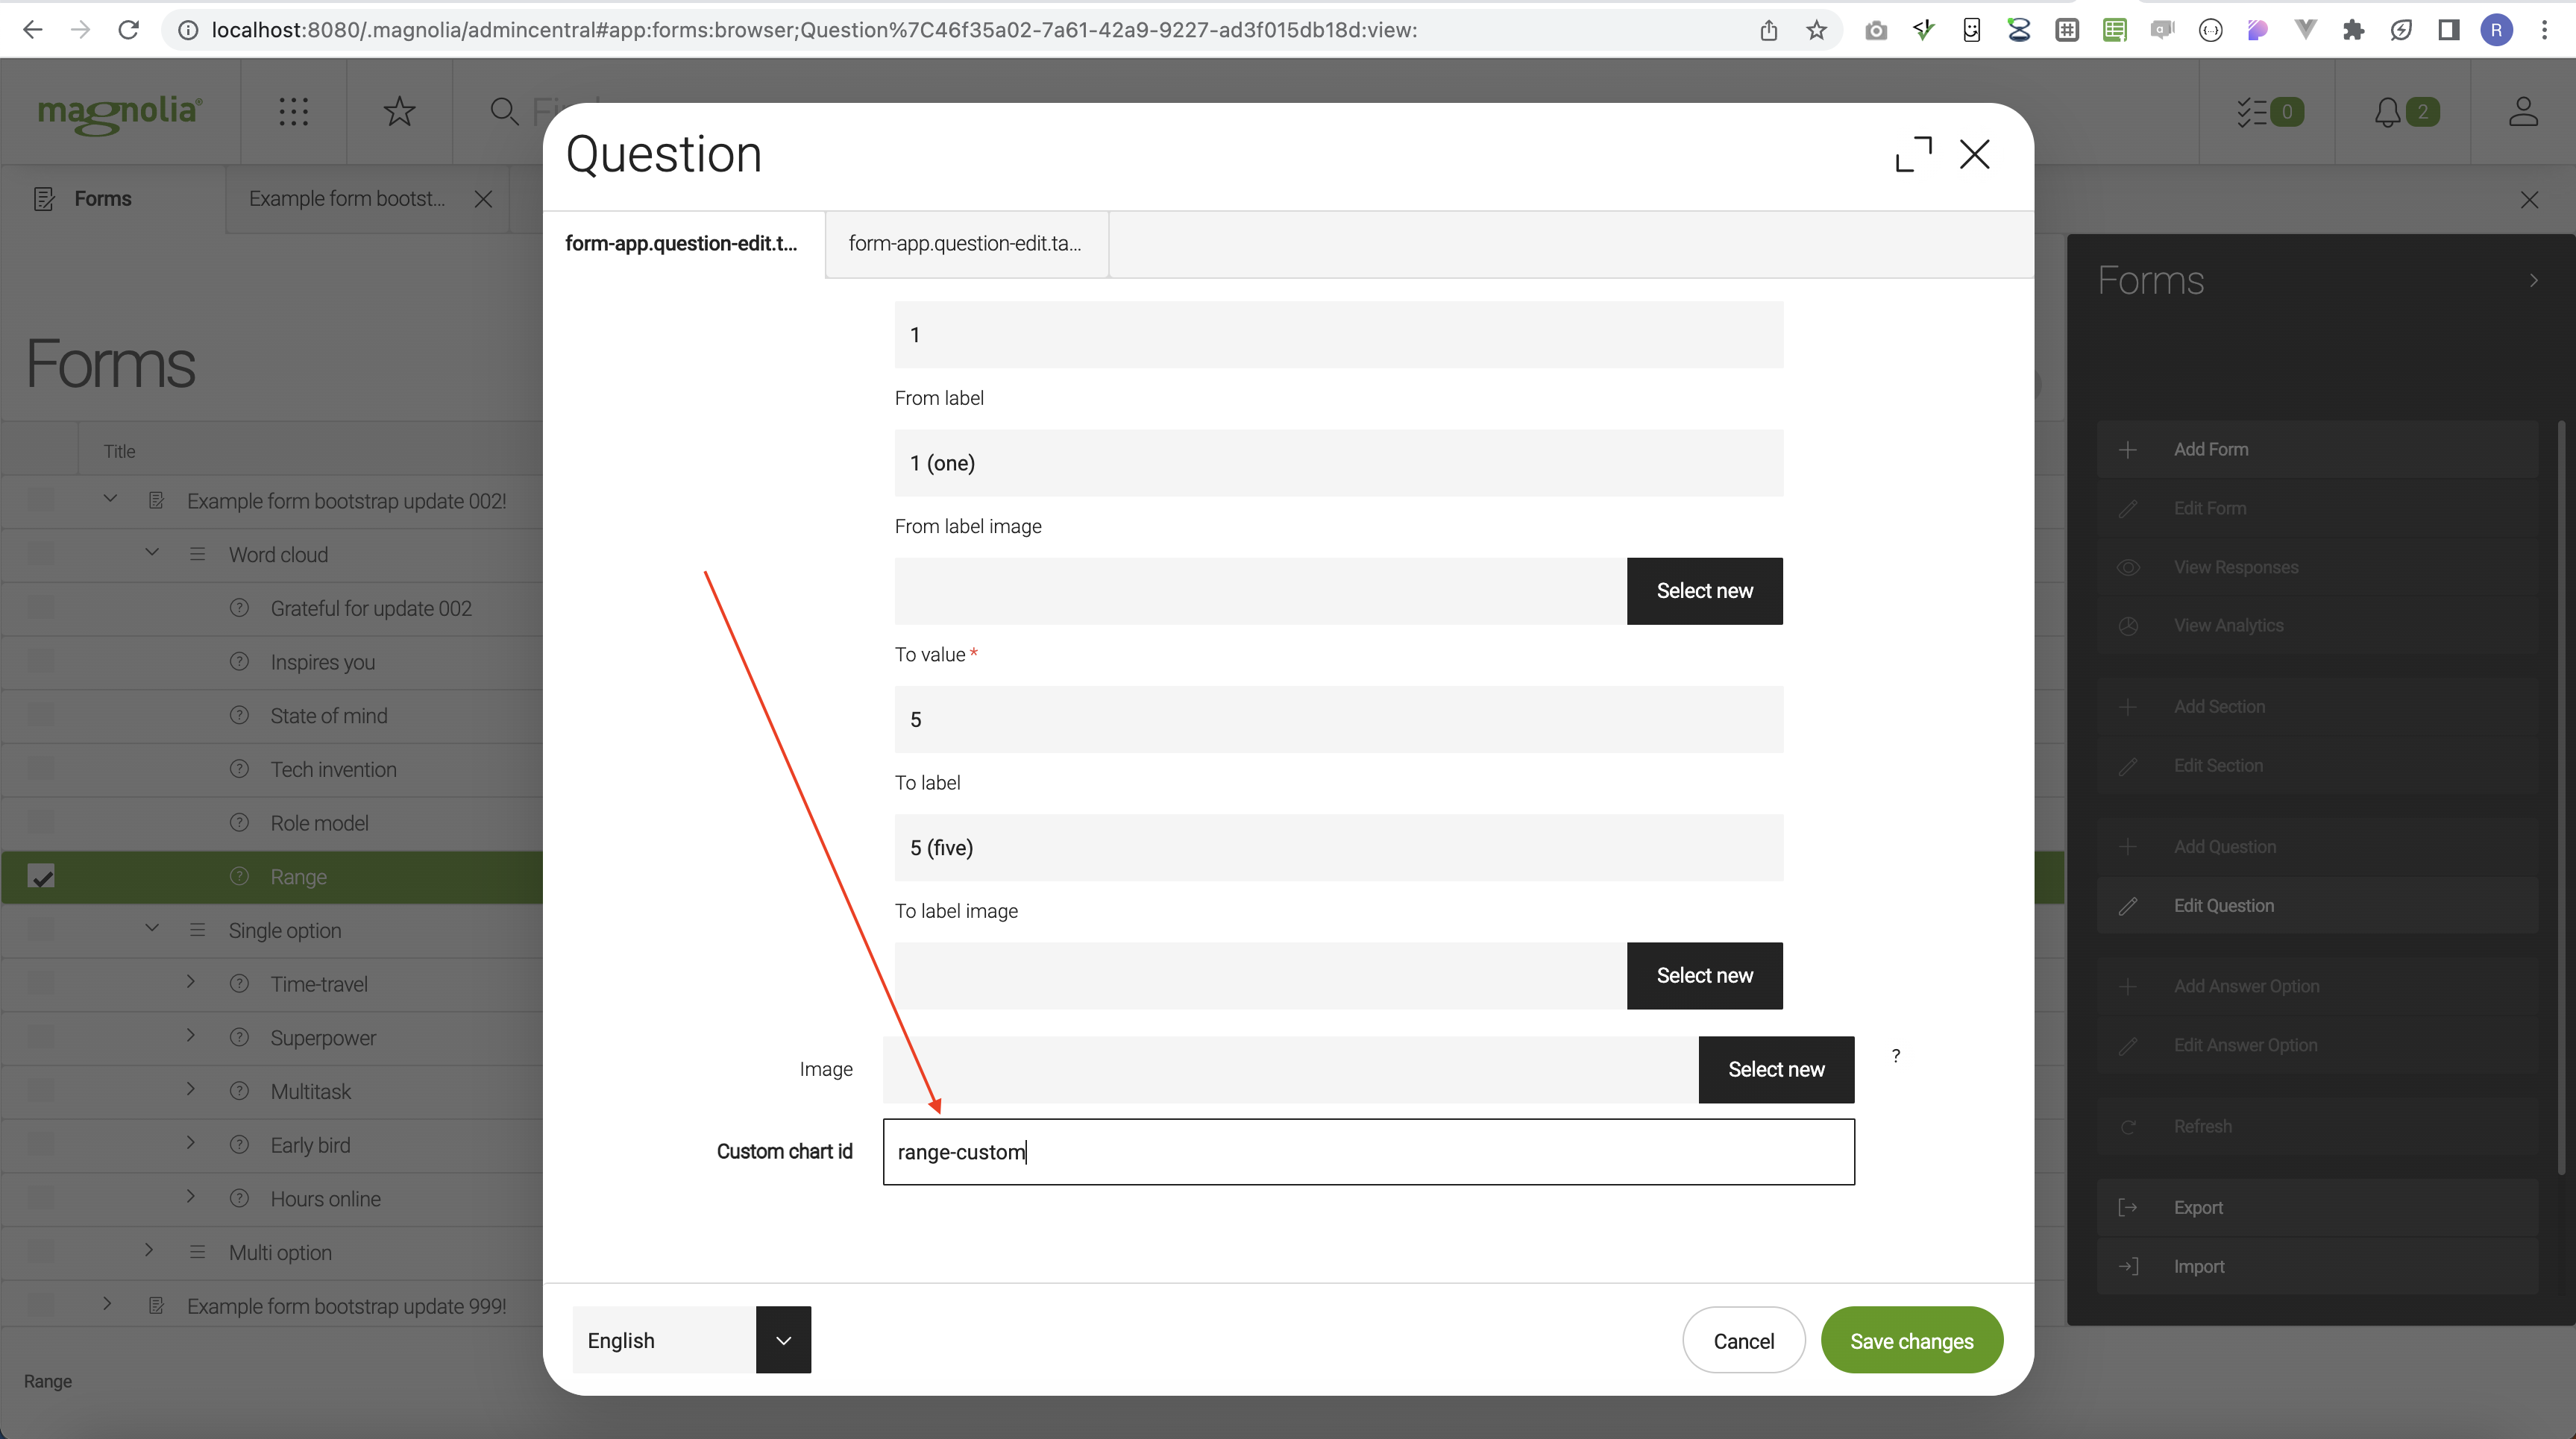 localhost:8080/.magnolia/admincentral#app:forms:browser;Question%7C46f35a02-7a61-42a9-9227-ad3f015db18d:view:
R
magnolia®
0
2
Forms
Example form bootst...
Forms
Title
Example form bootstrap update 002!
Word cloud
Grateful for update 002
Inspires you
State of mind
Tech invention
Role model
Range
Single option
Time-travel
Superpower
Multitask
Early bird
Hours online
Multi option
Example form bootstrap update 999!
Range
Question
form-app.question-edit.t...
form-app.question-edit.ta...
1
From label
1 (one)
From label image
Select new
To value *
5
To label
5 (five)
To label image
Select new
Image
Select new
?
Custom chart id
range-custom
English
Cancel
Save changes
Forms
Add Form
Edit Form
View Responses
View Analytics
Add Section
Edit Section
Add Question
Edit Question
Add Answer Option
Edit Answer Option
Refresh
Export
Import